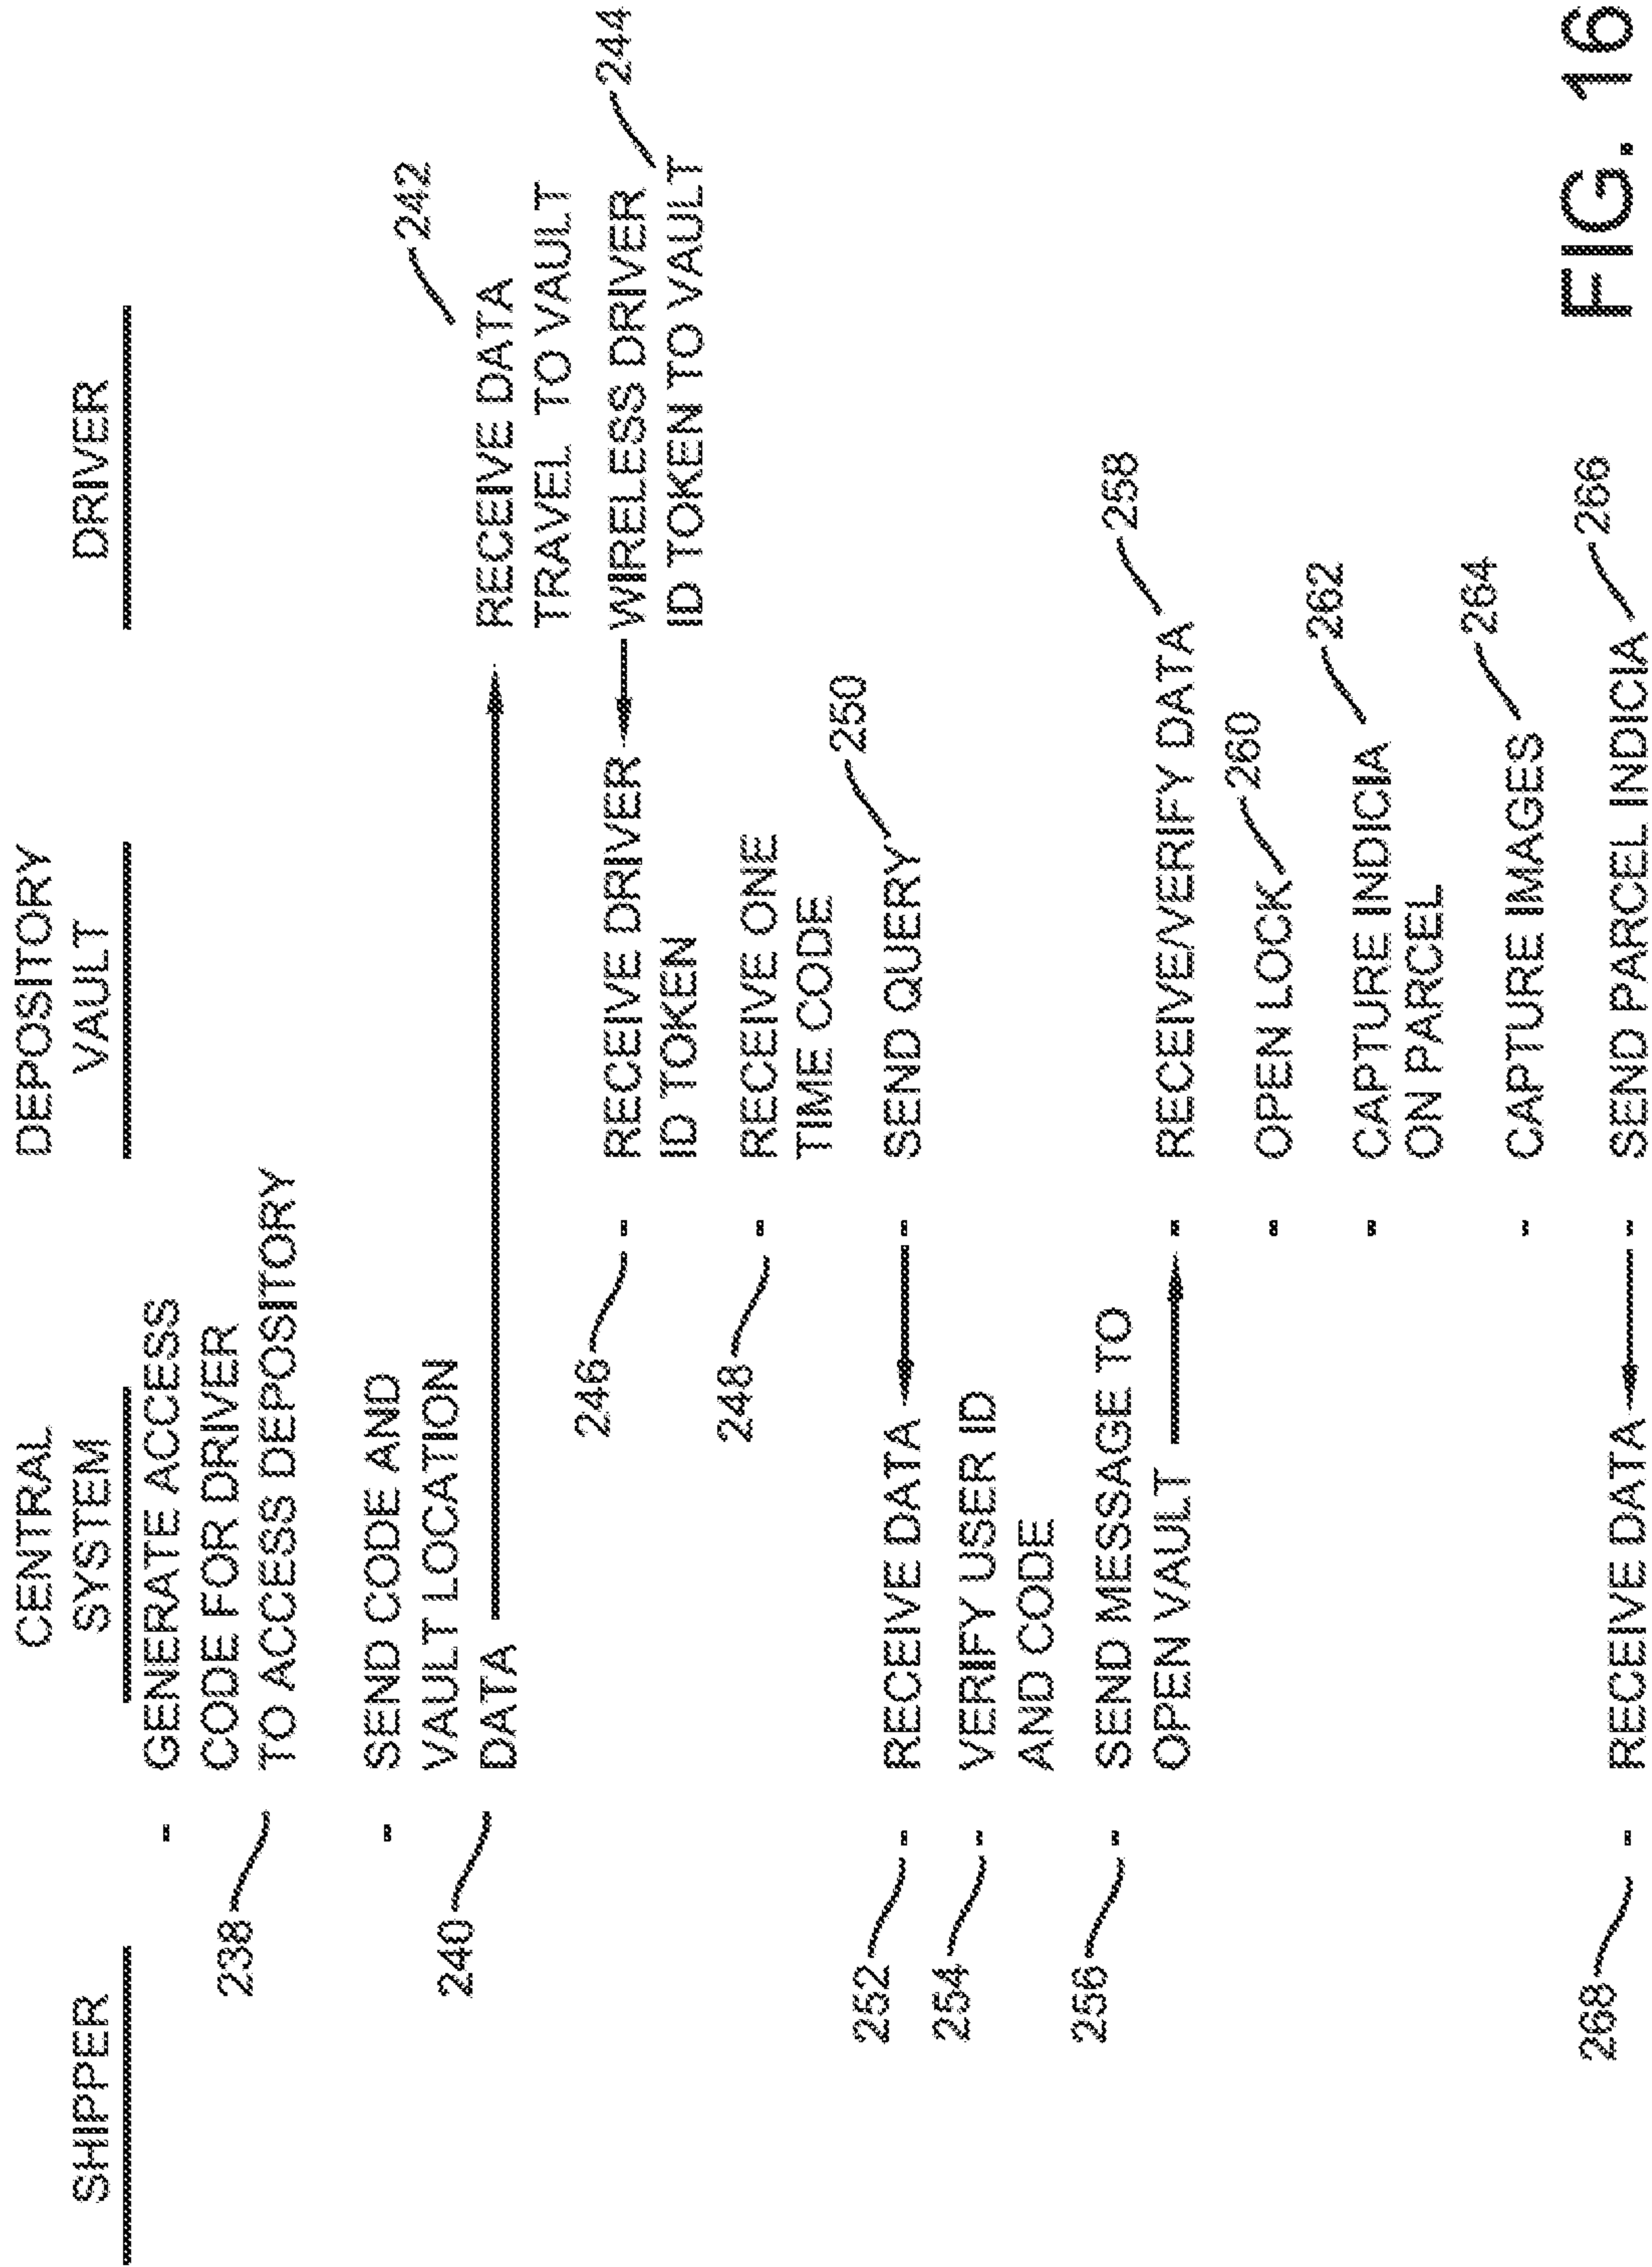 SHIPPER
CENTRAL
SYSTEM
DEPOSITORY
VAULT
DRIVER
GENERATE ACCESS
CODE FOR DRIVER
TO ACCESS DEPOSITORY
238
SEND CODE AND
VAULT LOCATION
DATA
240
242
RECEIVE DATA
TRAVEL TO VAULT
WIRELESS DRIVER
ID TOKEN TO VAULT
244
246
RECEIVE DRIVER
ID TOKEN
248
RECEIVE ONE
TIME CODE
SEND QUERY
250
252
RECEIVE DATA
254
VERIFY USER ID
AND CODE
256
SEND MESSAGE TO
OPEN VAULT
RECEIVE/VERIFY DATA
258
OPEN LOCK
260
CAPTURE INDICIA
ON PARCEL
262
CAPTURE IMAGES
264
SEND PARCEL INDICIA
266
268
RECEIVE DATA
FIG. 16